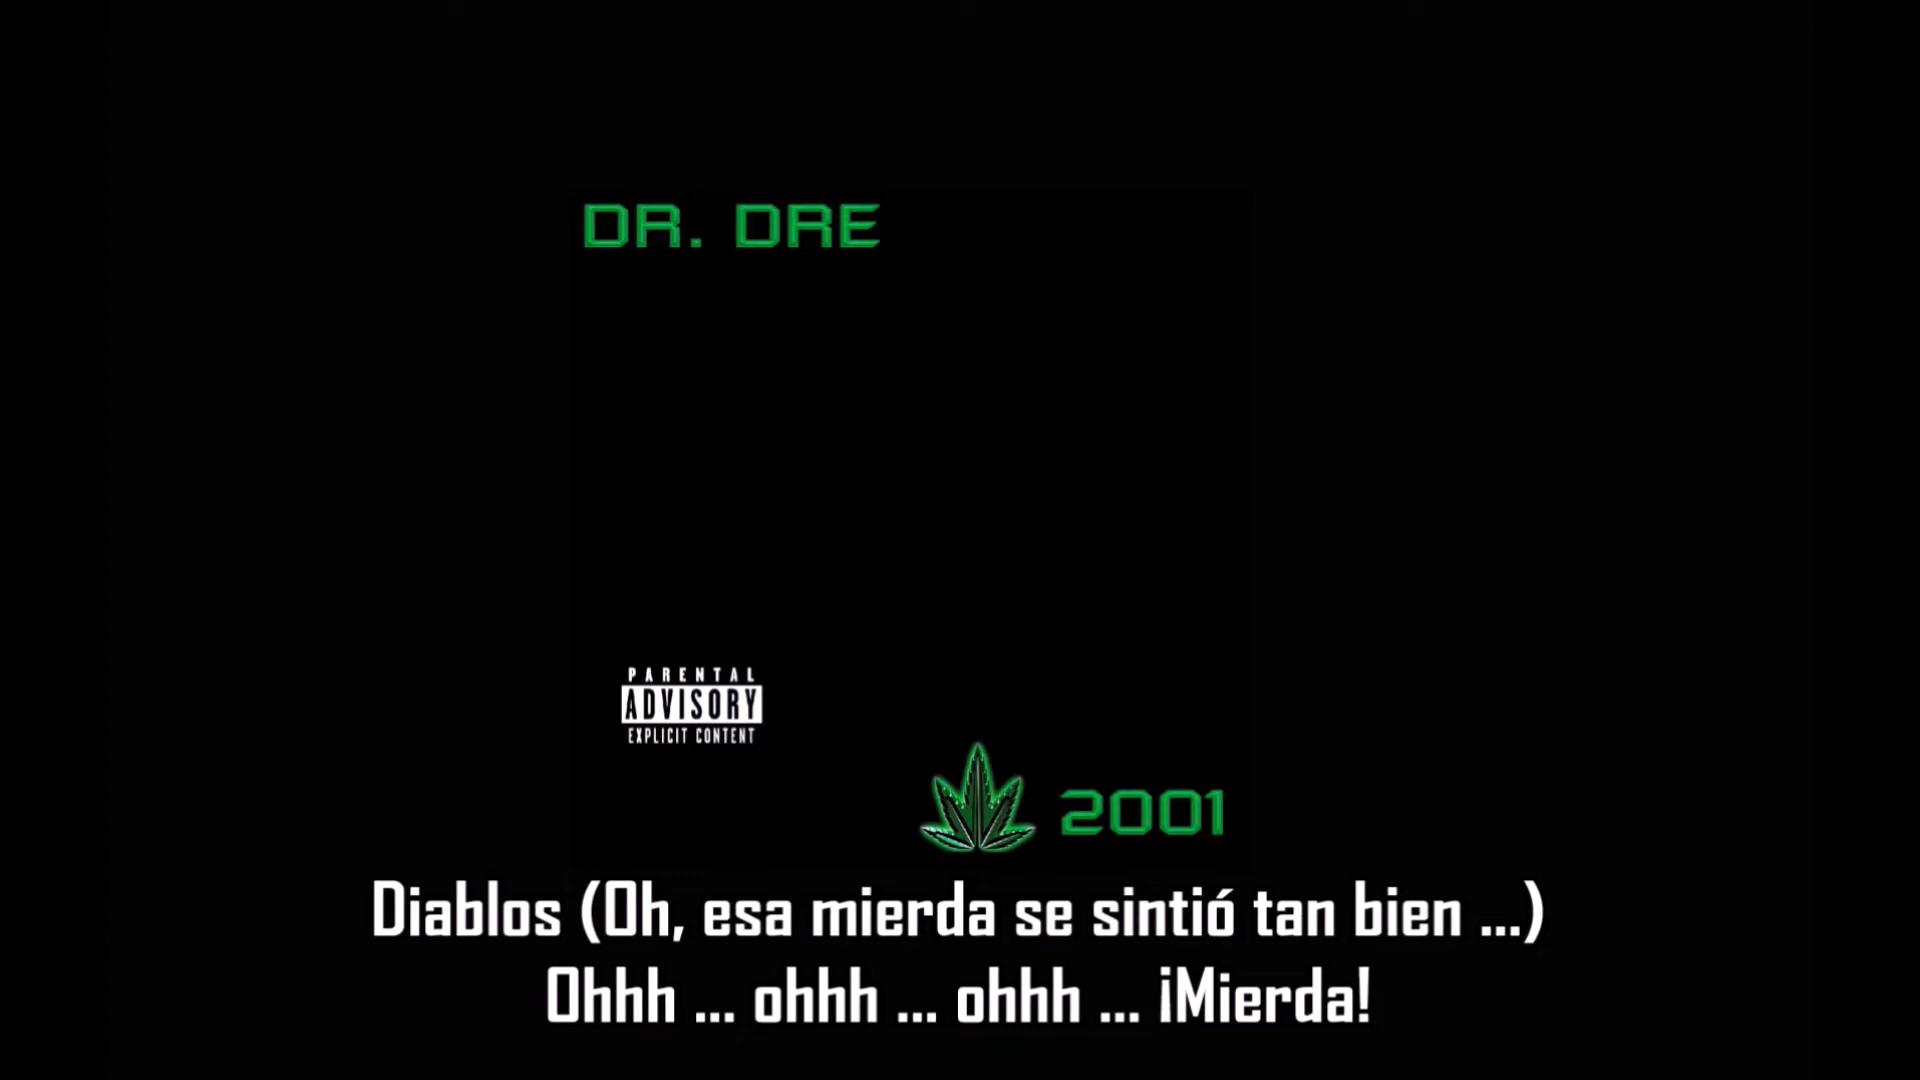 DR. DRE
PARENTAL
ADVISORY
EXPLICIT CONTENT
2001
Diablos (Oh, esa mierda se sintió tan bien ...)
Ohhh ... ohhh ... ohhh ... ¡Mierda!